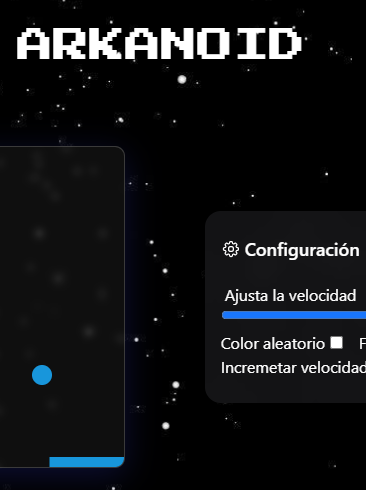 ARKANOID
Configuración
Ajusta la velocidad
Color aleatorio F
Incremetar velocidad